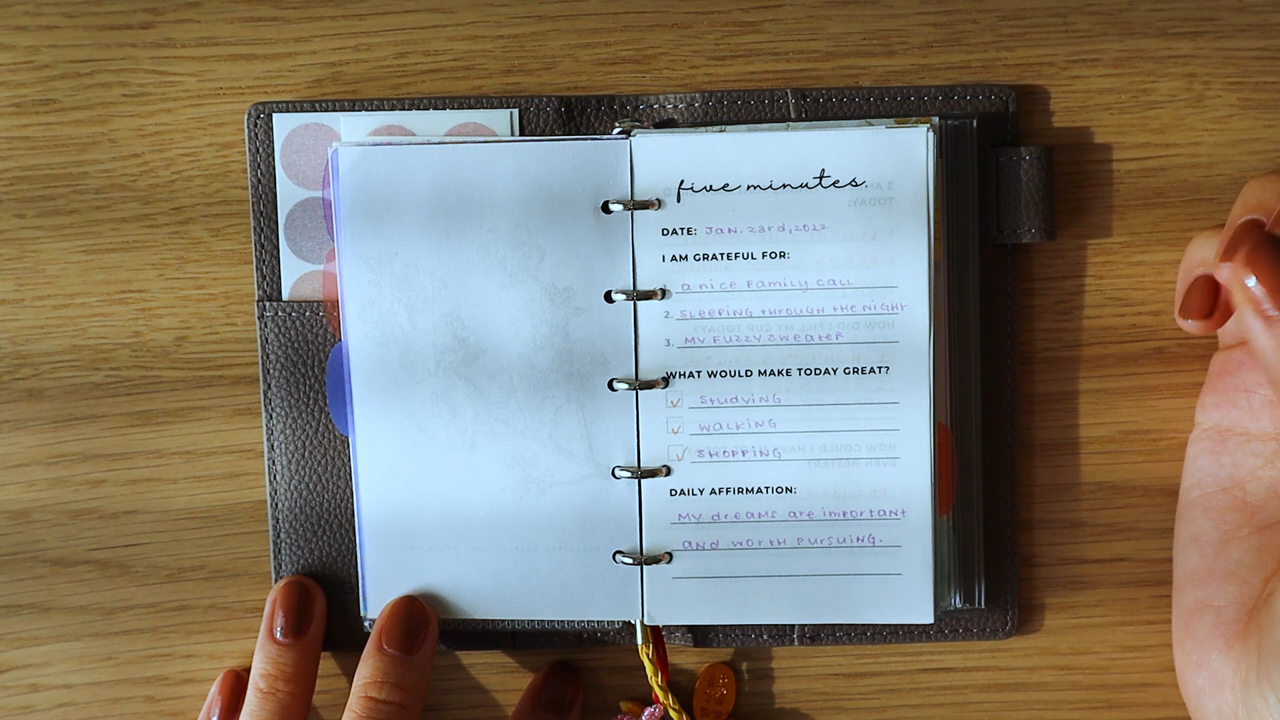 five minutes.
DATE: Jan. 23rd, 2022
I AM GRATEFUL FOR:
a nice family call
2. sleeping through the night
3. my fuzzy sweater
WHAT WOULD MAKE TODAY GREAT?
studying
walking
shopping
DAILY AFFIRMATION:
My dreams are important
and worth pursuing.